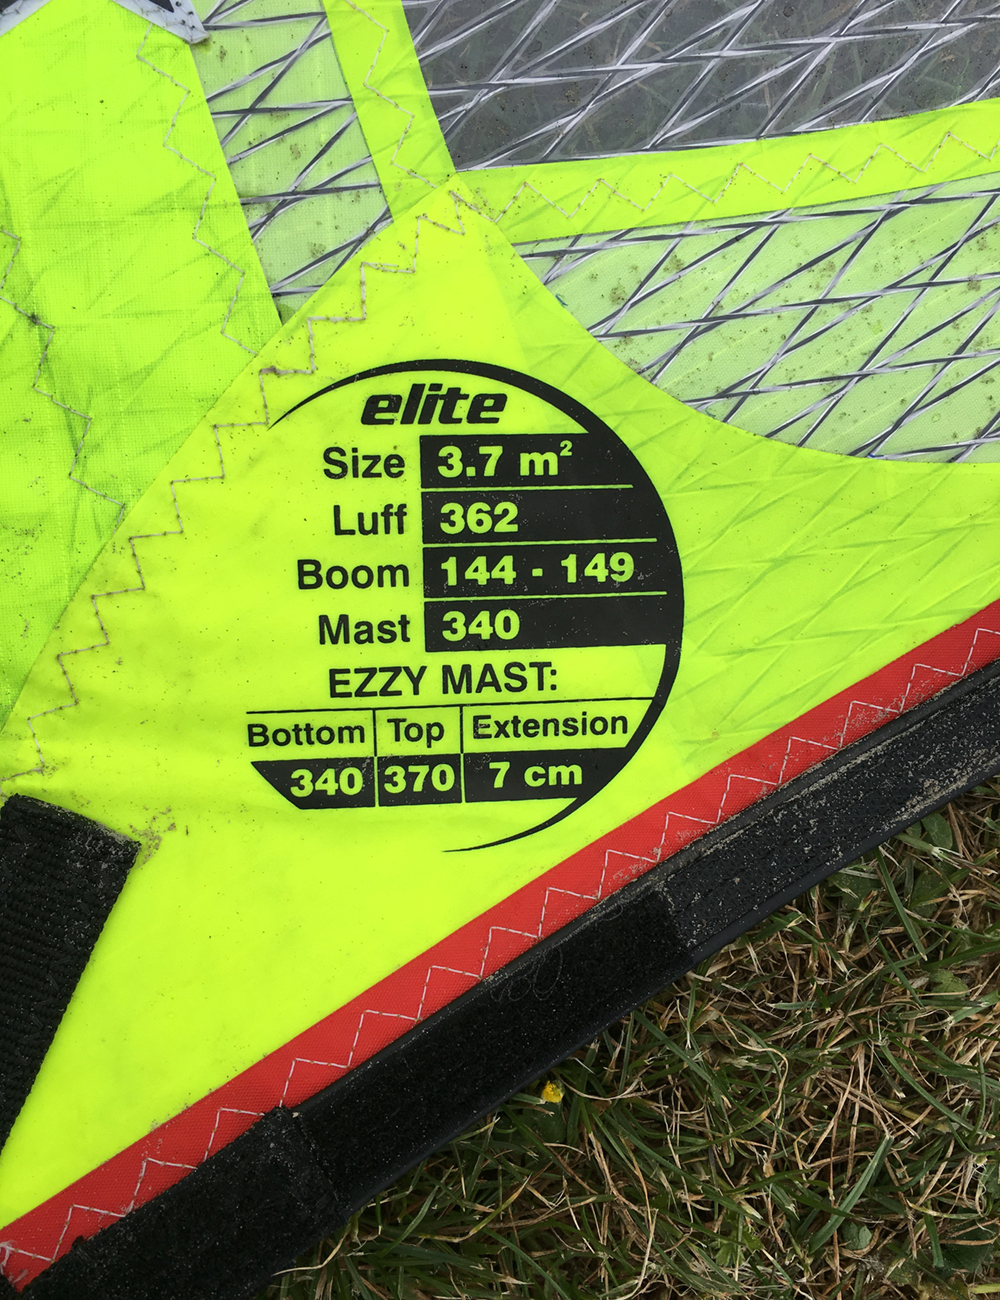 elite
Size 3.7 m²
Luff 362
Boom 144 - 149
Mast 340
EZZY MAST:
Bottom Top Extension
340 370 7 cm